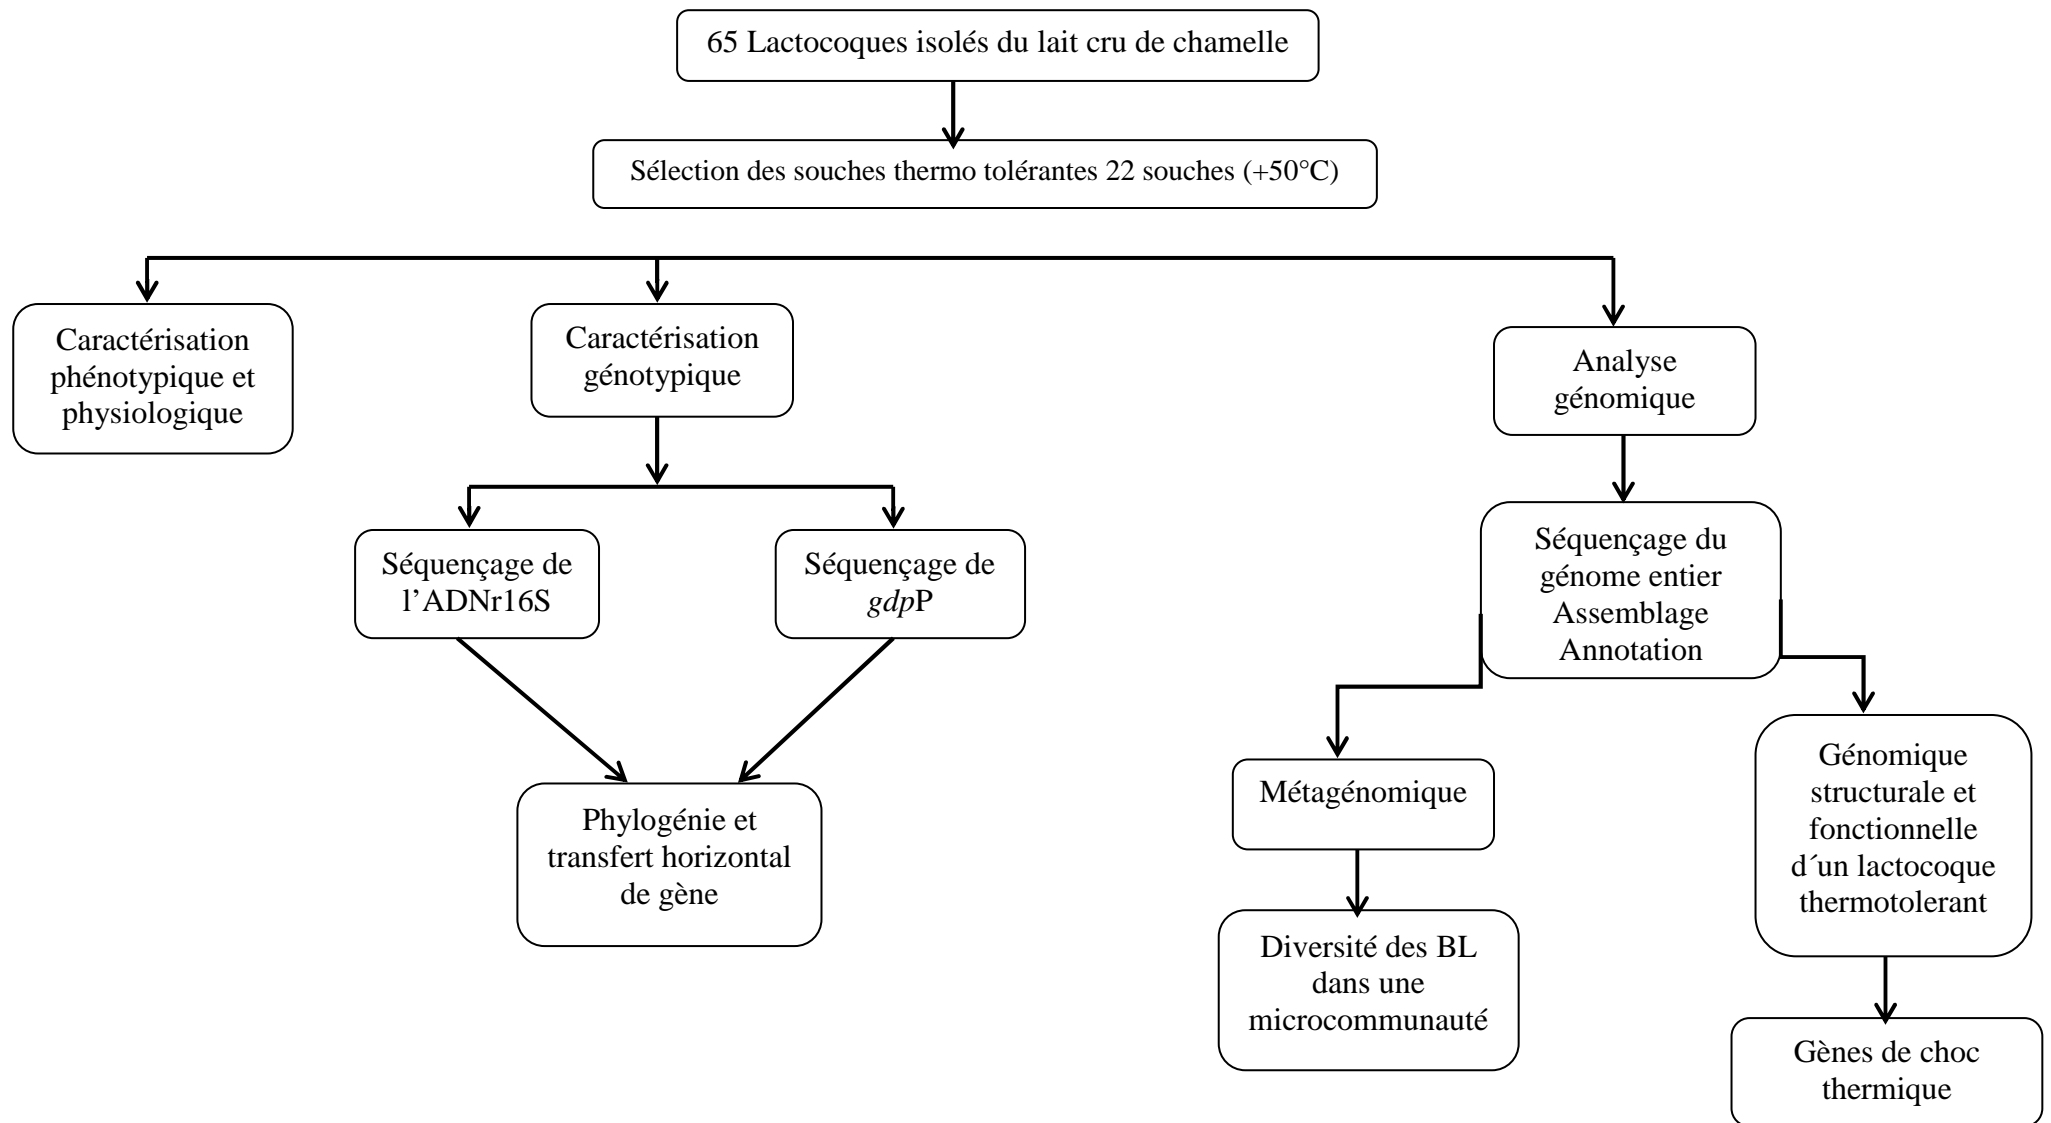 65 Lactocoques isolés du lait cru de chamelle
Sélection des souches thermo tolérantes 22 souches (+50°C)
Caractérisation
phénotypique et
physiologique
Caractérisation
génotypique
Analyse
génomique
Séquençage de
l’ADNr16S
Séquençage de
gdpP
Séquençage du
génome entier
Assemblage
Annotation
Phylogénie et
transfert horizontal
de gène
Métagénomique
Génomique
structurale et
fonctionnelle
d´un lactocoque
thermotolerant
Diversité des BL
dans une
microcommunauté
Gènes de choc
thermique